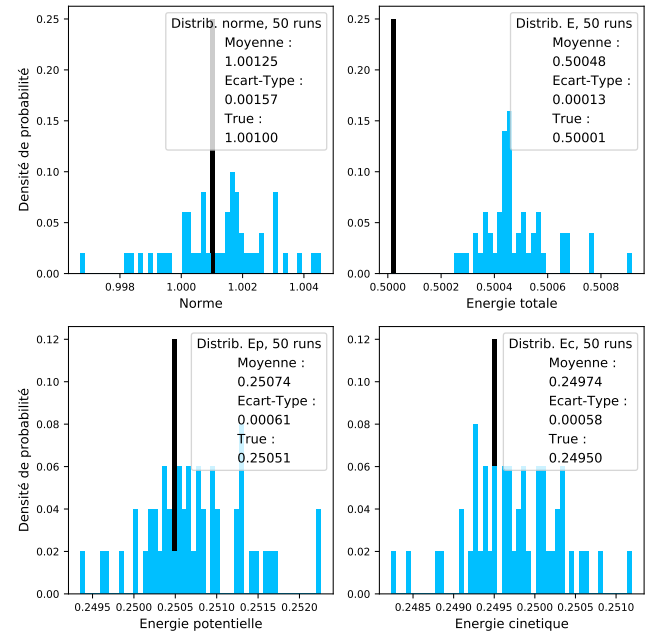 Distrib. norme, 50 runs
Moyenne :
1.00125
Ecart-Type :
0.00157
True :
1.00100
0.25
0.20
0.15
0.10
0.05
0.00
Densité de probabilité
0.998 1.000 1.002 1.004
Norme
Distrib. E, 50 runs
Moyenne :
0.50048
Ecart-Type :
0.00013
True :
0.50001
0.25
0.20
0.15
0.10
0.05
0.00
0.5000 0.5002 0.5004 0.5006 0.5008
Energie totale
Distrib. Ep, 50 runs
Moyenne :
0.25074
Ecart-Type :
0.00061
True :
0.25051
0.12
0.10
0.08
0.06
0.04
0.02
0.00
Densité de probabilité
0.2495 0.2500 0.2505 0.2510 0.2515 0.2520
Energie potentielle
Distrib. Ec, 50 runs
Moyenne :
0.24974
Ecart-Type :
0.00058
True :
0.24950
0.12
0.10
0.08
0.06
0.04
0.02
0.00
0.2485 0.2490 0.2495 0.2500 0.2505 0.2510
Energie cinetique